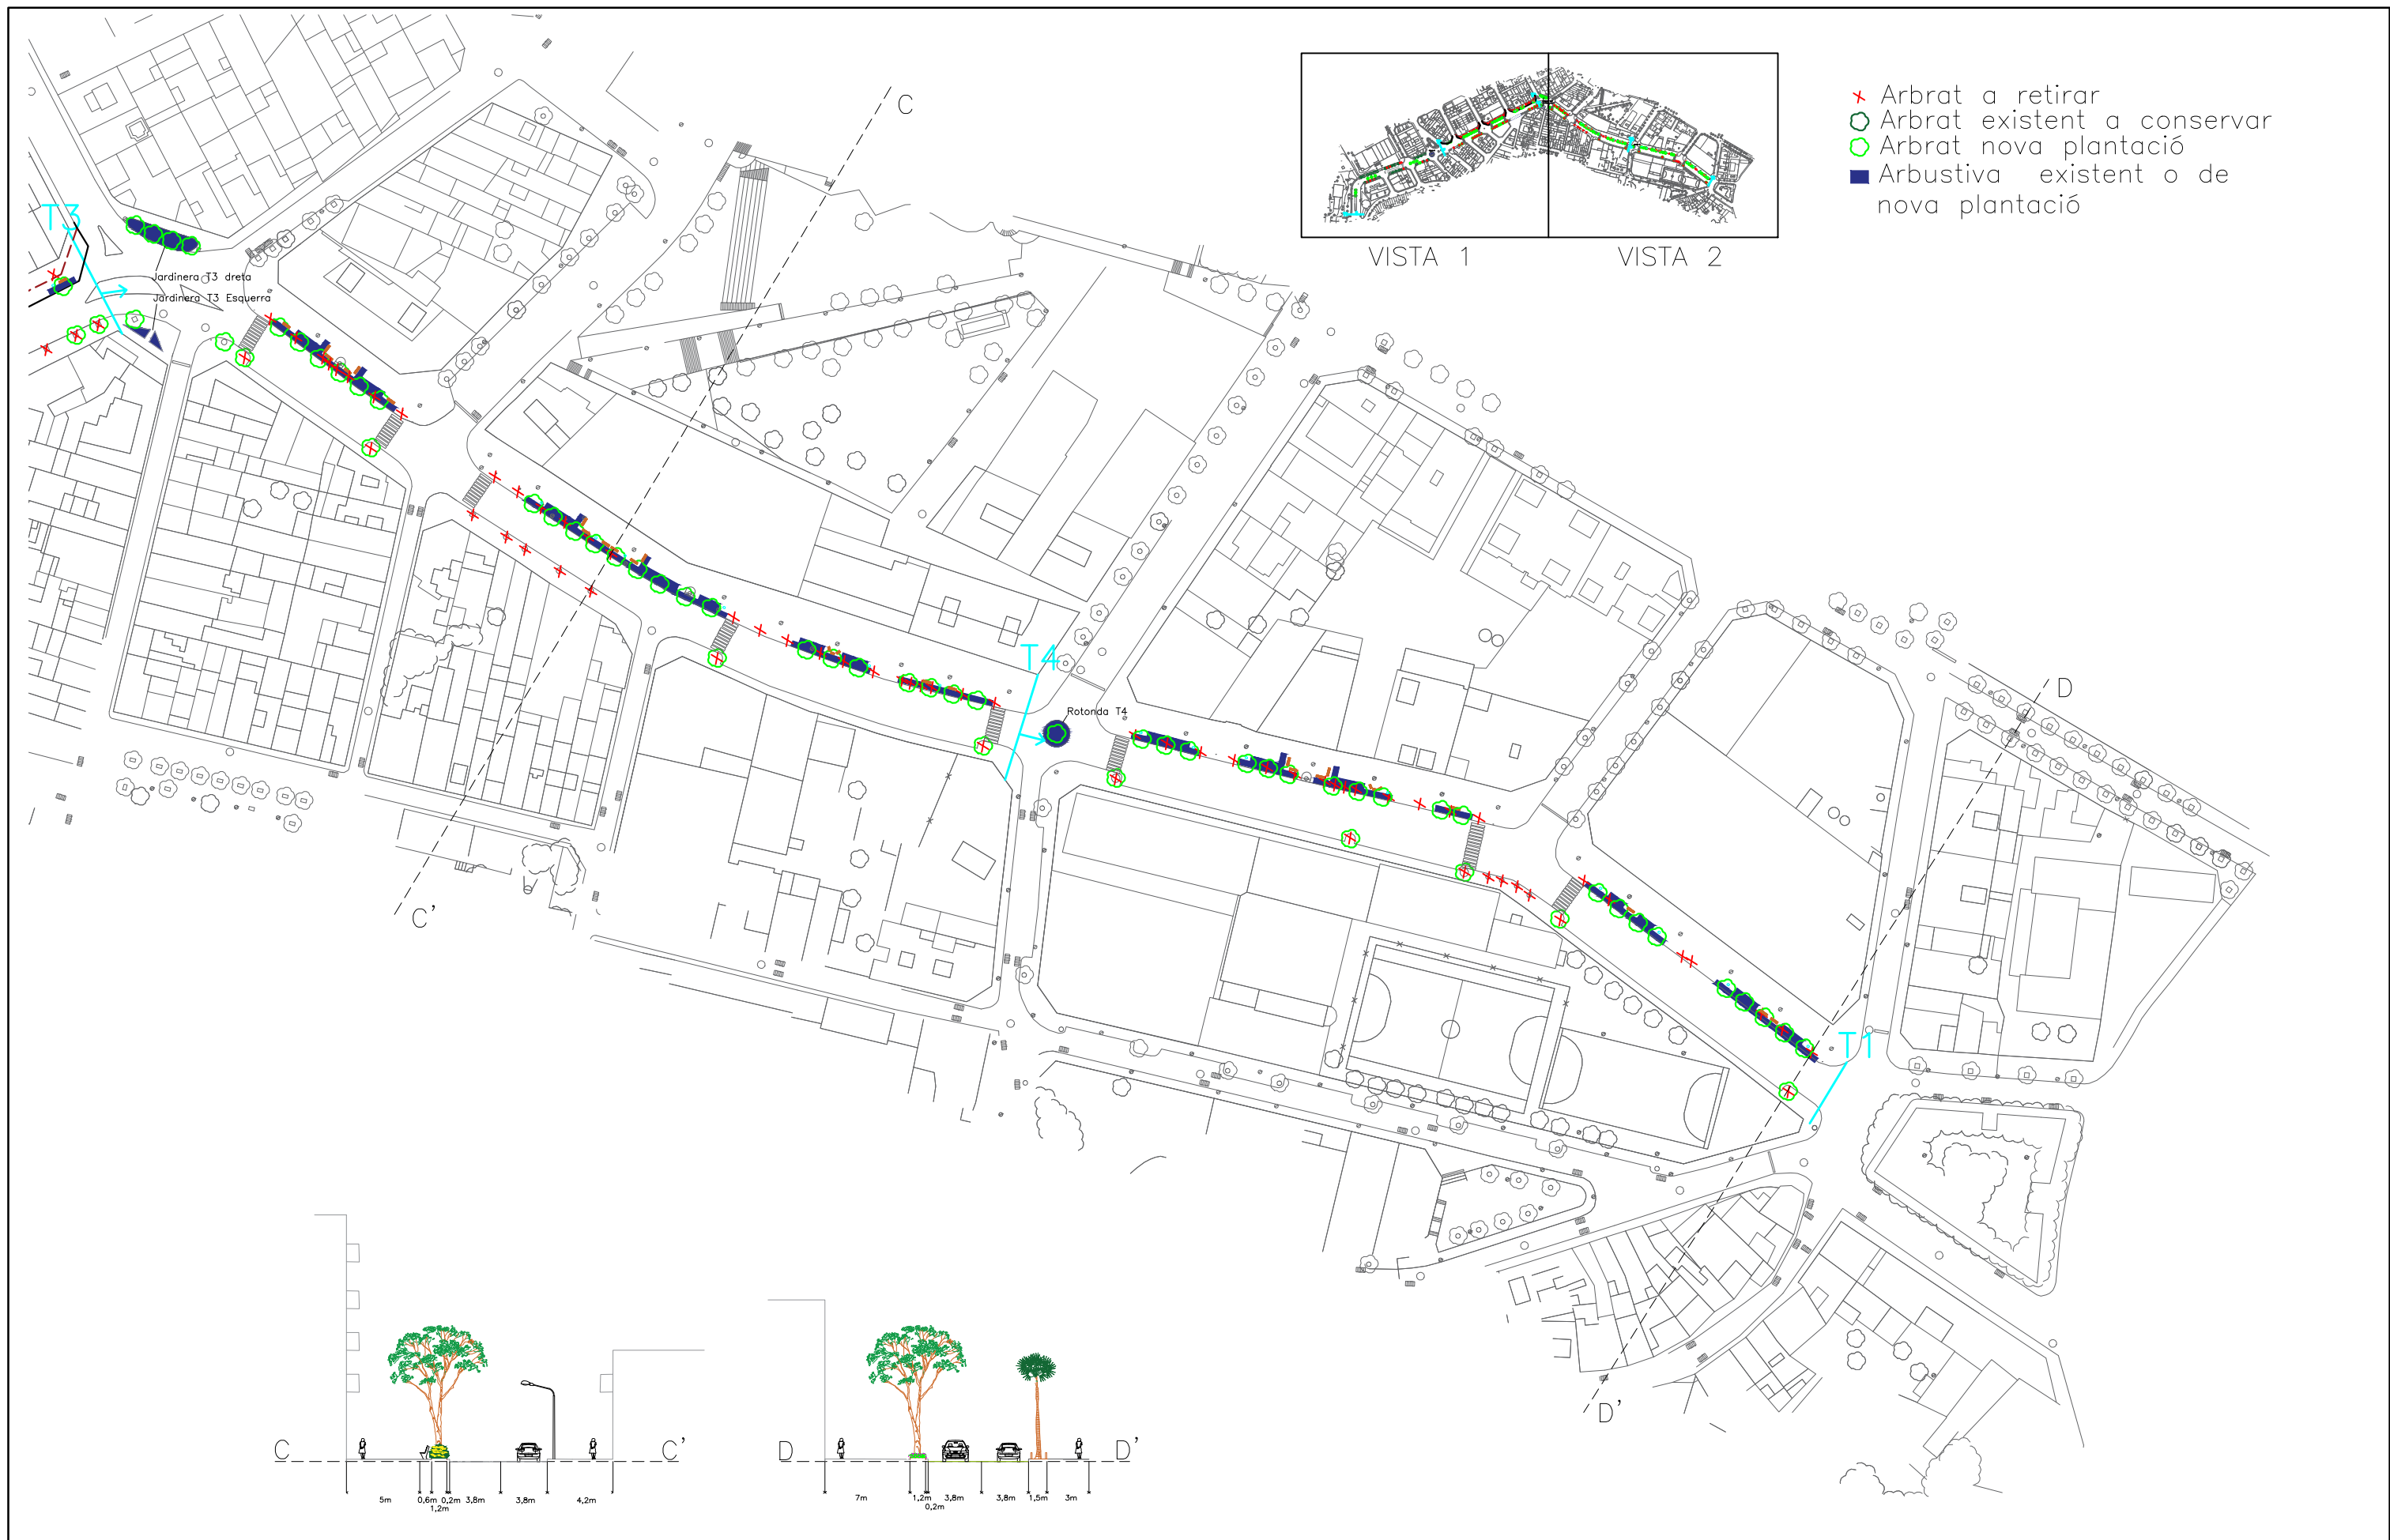 C
Arbrat a retirar
Arbrat existent a conservar
Arbrat nova plantació
Arbustiva existent o de
nova plantació
T3
VISTA 1
VISTA 2
Jardinera T3 dreta
Jardinera T3 Esquerra
T4
D
Rotonda T4
C'
T1
D'
C
C'
D
D'
5m
0,6m
0,2m
3,8m
3,8m
4,2m
1,2m
7m
1,2m
3,8m
3,8m
1,5m
3m
0,2m